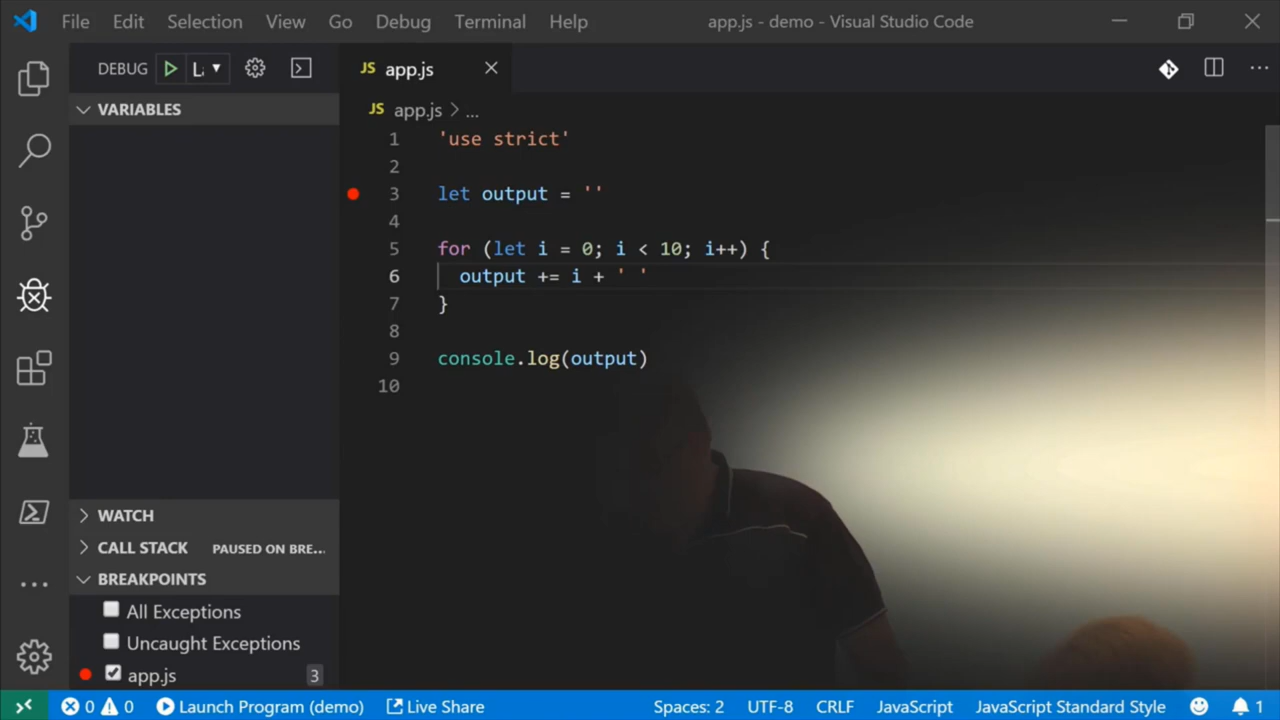 File Edit Selection View Go Debug Terminal Help app.js - demo - Visual Studio Code
DEBUG
JS app.js
VARIABLES
JS app.js > ...
1 'use strict'
2
3 let output = ''
4
5 for (let i = 0; i < 10; i++) {
6 output += i + ' '
7 }
8
9 console.log(output)
10
WATCH
CALL STACK PAUSED ON BRE...
BREAKPOINTS
All Exceptions
Uncaught Exceptions
app.js 3
0 0 Launch Program (demo) Live Share Spaces: 2 UTF-8 CRLF JavaScript JavaScript Standard Style 1